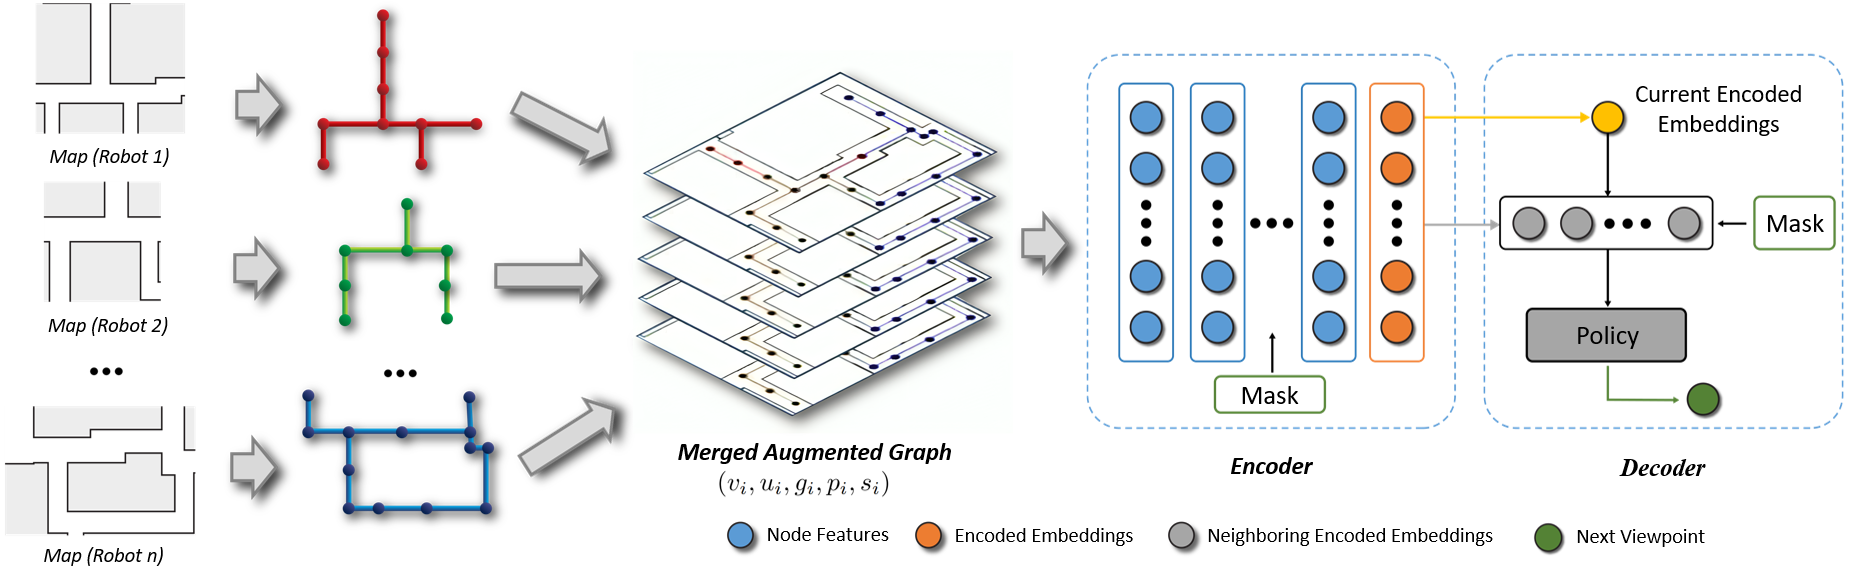 Map (Robot 1)
Map (Robot 2)
Map (Robot n)
Merged Augmented Graph
(v_i, u_i, g_i, p_i, s_i)
Mask
Encoder
Current Encoded
Embeddings
Mask
Policy
Decoder
Node Features
Encoded Embeddings
Neighboring Encoded Embeddings
Next Viewpoint